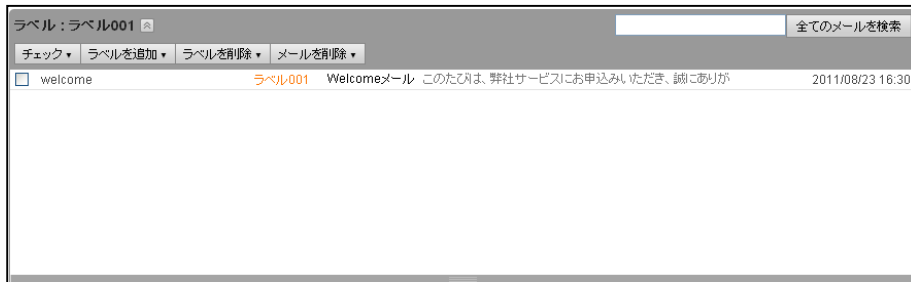 ラベル：ラベル001 全てのメールを検索
チェック▼ ラベルを追加▼ ラベルを削除▼ メールを削除▼
welcome ラベル001 Welcomeメール このたびは、弊社サービスにお申込みいただき、誠にありが 2011/08/23 16:30